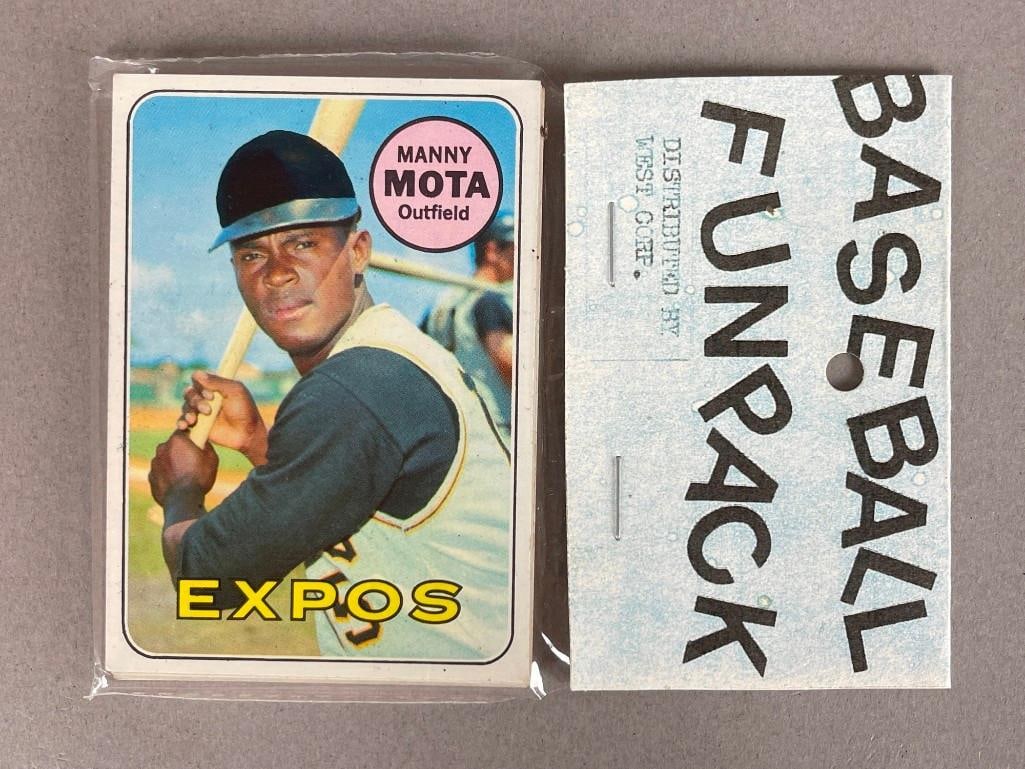 MANNY
MOTA
Outfield
EXPOS
BASEBALL
FUNPACK
DISTRIBUTED BY
WEST CORP.